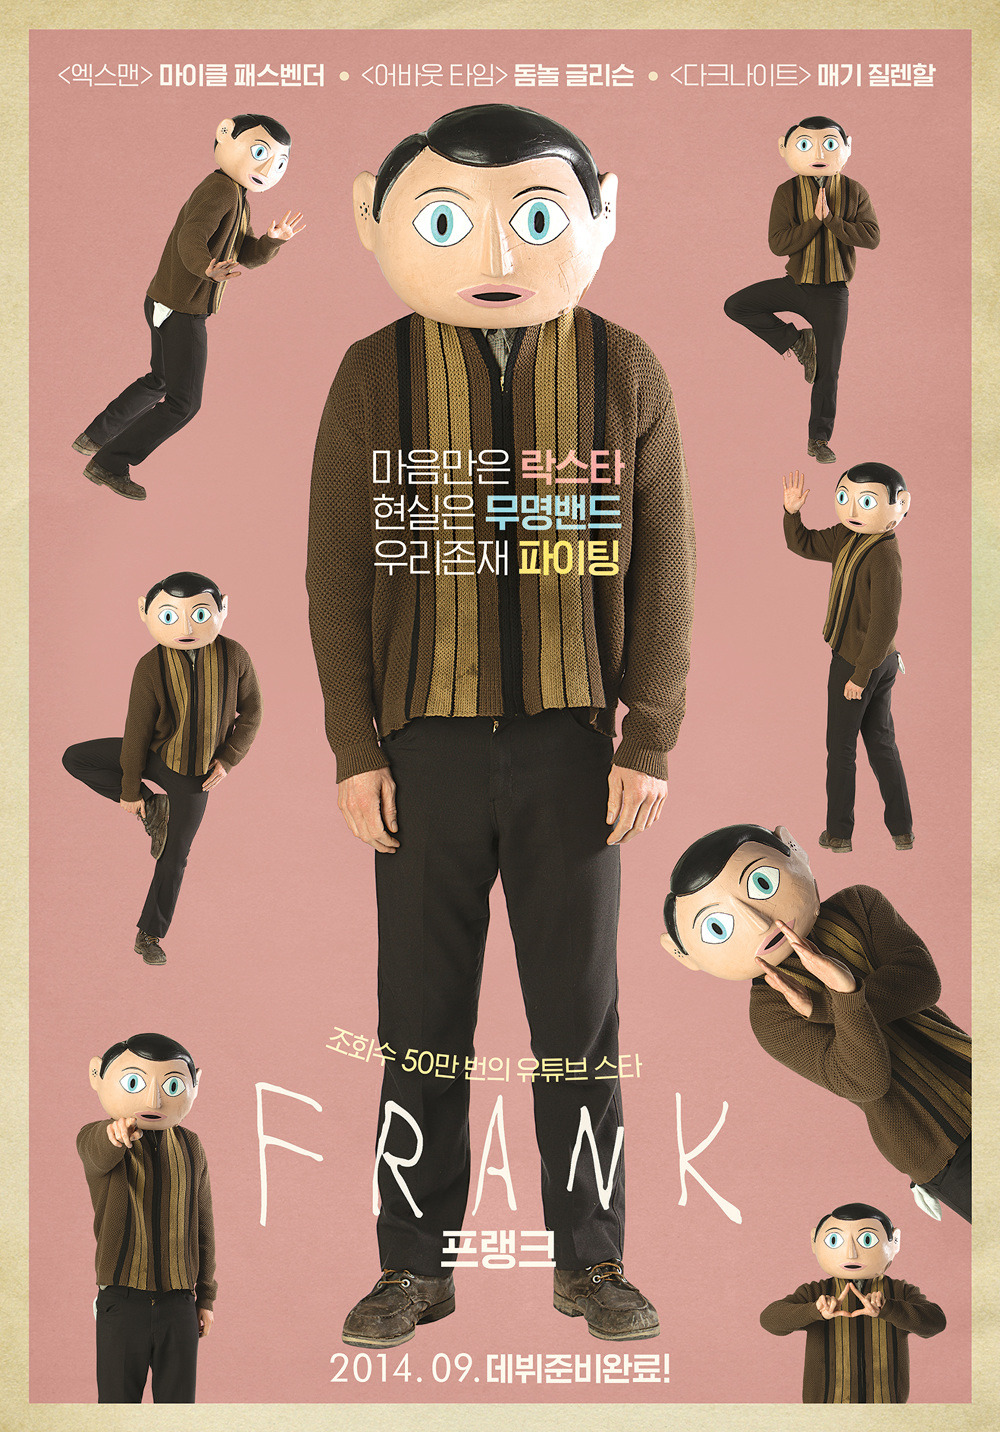 <엑스맨> 마이클 패스벤더 • <어바웃 타임> 돔놀 글리슨 • <다크나이트> 매기 질렌할
마음만은 락스타
현실은 무명밴드
우리존재 파이팅
조회수 50만 번의 유튜브 스타
FRANK
프랭크
2014. 09. 데뷔준비완료!